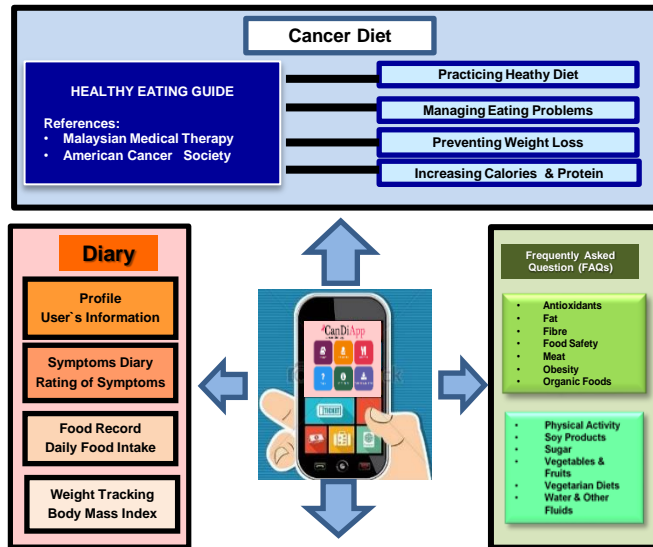 Cancer Diet
HEALTHY EATING GUIDE
References:
• Malaysian Medical Therapy
• American Cancer Society
Practicing Heathy Diet
Managing Eating Problems
Preventing Weight Loss
Increasing Calories & Protein
Diary
Profile
User`s Information
Symptoms Diary
Rating of Symptoms
Food Record
Daily Food Intake
Weight Tracking
Body Mass Index
CanDiApp
Frequently Asked
Question (FAQs)
• Antioxidants
• Fat
• Fibre
• Food Safety
• Meat
• Obesity
• Organic Foods
• Physical Activity
• Soy Products
• Sugar
• Vegetables &
Fruits
• Vegetarian Diets
• Water & Other
Fluids